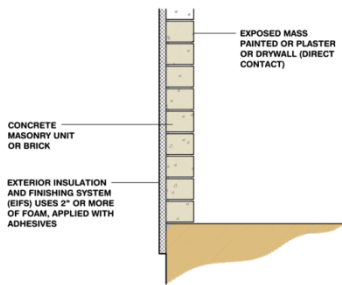 EXPOSED MASS
PAINTED OR PLASTER
OR DRYWALL (DIRECT
CONTACT)
CONCRETE
MASONRY UNIT
OR BRICK
EXTERIOR INSULATION
AND FINISHING SYSTEM
(EIFS) USES 2" OR MORE
OF FOAM, APPLIED WITH
ADHESIVES